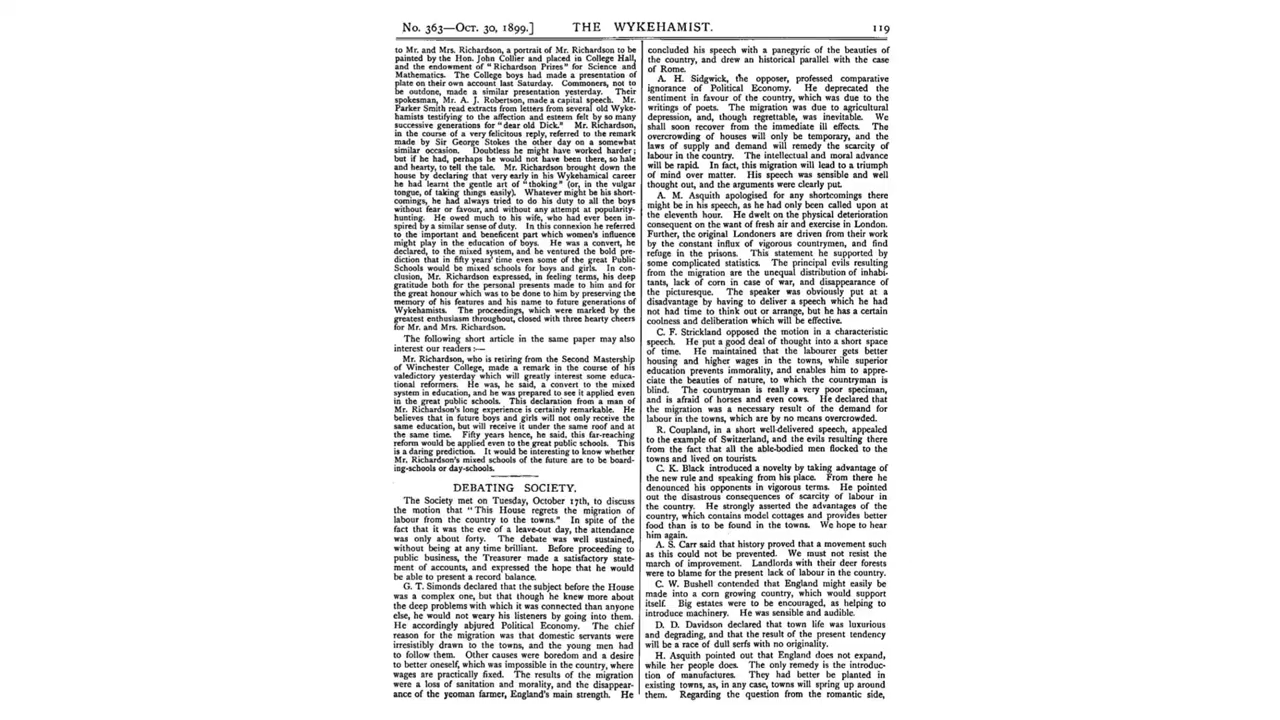 No. 363—Oct. 30, 1899.] THE WYKEHAMIST. 119
to Mr. and Mrs. Richardson, a portrait of Mr. Richardson to be
painted by the Hon. John Collier and placed in College Hall,
and the endowment of "Richardson Prizes" for Science and
Mathematics. The College boys had made a presentation of
plate on their own account last Saturday. Commoners, not to
be outdone, made a similar presentation yesterday. Their
spokesman, Mr. A. J. Robertson, made a capital speech. Mr.
Parker Smith read extracts from letters from several old Wyke-
hamists testifying to the affection and esteem felt by so many
successive generations for "dear old Dick." Mr. Richardson,
in the course of a very felicitous reply, referred to the remark
made by Sir George Stokes the other day on a somewhat
similar occasion. Doubtless he might have worked harder;
but if he had, perhaps he would not have been there, so hale
and hearty, to tell the tale. Mr. Richardson brought down the
house by declaring that very early in his Wykehamical career
he had learnt the gentle art of "thoking" (or, in the vulgar
tongue, of taking things easily). Whatever might be his short-
comings, he had always tried to do his duty to all the boys
without fear or favour, and without any attempt at popularity-
hunting. He owed much to his wife, who had ever been in-
spired by a similar sense of duty. In this connexion he referred
to the important and beneficent part which women's influence
might play in the education of boys. He was a convert, he
declared, to the mixed system, and he ventured the bold pre-
diction that in fifty years' time even some of the great Public
Schools would be mixed schools for boys and girls. In con-
clusion, Mr. Richardson expressed, in feeling terms, his deep
gratitude both for the personal presents made to him and for
the great honour which was to be done to him by preserving the
memory of his features and his name to future generations of
Wykehamists. The proceedings, which were marked by the
greatest enthusiasm throughout, closed with three hearty cheers
for Mr. and Mrs. Richardson.
The following short article in the same paper may also
interest our readers :—
Mr. Richardson, who is retiring from the Second Mastership
of Winchester College, made a remark in the course of his
valedictory yesterday which will greatly interest some educa-
tional reformers. He was, he said, a convert to the mixed
system in education, and he was prepared to see it applied even
in the great public schools. This declaration from a man of
Mr. Richardson's long experience is certainly remarkable. He
believes that in future boys and girls will not only receive the
same education, but will receive it under the same roof and at
the same time. Fifty years hence, he said, this far-reaching
reform would be applied even to the great public schools. This
is a daring prediction. It would be interesting to know whether
Mr. Richardson's mixed schools of the future are to be board-
ing-schools or day-schools.
DEBATING SOCIETY.
The Society met on Tuesday, October 17th, to discuss
the motion that "This House regrets the migration of
labour from the country to the towns." In spite of the
fact that it was the eve of a leave-out day, the attendance
was only about forty. The debate was well sustained,
without being at any time brilliant. Before proceeding to
public business, the Treasurer made a satisfactory state-
ment of accounts, and expressed the hope that he would
be able to present a record balance.
G. T. Simonds declared that the subject before the House
was a complex one, but that though he knew more about
the deep problems with which it was connected than anyone
else, he would not weary his listeners by going into them.
He accordingly abjured Political Economy. The chief
reason for the migration was that domestic servants were
irresistibly drawn to the towns, and the young men had
to follow them. Other causes were boredom and a desire
to better oneself, which was impossible in the country, where
wages are practically fixed. The results of the migration
were a loss of sanitation and morality, and the disappear-
ance of the yeoman farmer, England's main strength. He
concluded his speech with a panegyric of the beauties of
the country, and drew an historical parallel with the case
of Rome.
A. H. Sidgwick, the opposer, professed comparative
ignorance of Political Economy. He deprecated the
sentiment in favour of the country, which was due to the
writings of poets. The migration was due to agricultural
depression, and, though regrettable, was inevitable. We
shall soon recover from the immediate ill effects. The
overcrowding of houses will only be temporary, and the
laws of supply and demand will remedy the scarcity of
labour in the country. The intellectual and moral advance
will be rapid. In fact, this migration will lead to a triumph
of mind over matter. His speech was sensible and well
thought out, and the arguments were clearly put.
A. M. Asquith apologised for any shortcomings there
might be in his speech, as he had only been called upon at
the eleventh hour. He dwelt on the physical deterioration
consequent on the want of fresh air and exercise in London.
Further, the original Londoners are driven from their work
by the constant influx of vigorous countrymen, and find
refuge in the prisons. This statement he supported by
some complicated statistics. The principal evils resulting
from the migration are the unequal distribution of inhabi-
tants, lack of corn in case of war, and disappearance of
the picturesque. The speaker was obviously put at a
disadvantage by having to deliver a speech which he had
not had time to think out or arrange, but he has a certain
coolness and deliberation which will be effective.
C. F. Strickland opposed the motion in a characteristic
speech. He put a good deal of thought into a short space
of time. He maintained that the labourer gets better
housing and higher wages in the towns, while superior
education prevents immorality, and enables him to appre-
ciate the beauties of nature, to which the countryman is
blind. The countryman is really a very poor specimen,
and is afraid of horses and even cows. He declared that
the migration was a necessary result of the demand for
labour in the towns, which are by no means overcrowded.
R. Coupland, in a short well-delivered speech, appealed
to the example of Switzerland, and the evils resulting there
from the fact that all the able-bodied men flocked to the
towns and lived on tourists.
C. K. Black introduced a novelty by taking advantage of
the new rule and speaking from his place. From there he
denounced his opponents in vigorous terms. He pointed
out the disastrous consequences of scarcity of labour in
the country. He strongly asserted the advantages of the
country, which contains model cottages and provides better
food than is to be found in the towns. We hope to hear
him again.
A. S. Carr said that history proved that a movement such
as this could not be prevented. We must not resist the
march of improvement. Landlords with their deer forests
were to blame for the present lack of labour in the country.
C. W. Bushell contended that England might easily be
made into a corn growing country, which would support
itself. Big estates were to be encouraged, as helping to
introduce machinery. He was sensible and audible.
D. D. Davidson declared that town life was luxurious
and degrading, and that the result of the present tendency
will be a race of dull serfs with no originality.
H. Asquith pointed out that England does not expand,
while her people does. The only remedy is the introduc-
tion of manufactures. They had better be planted in
existing towns, as, in any case, towns will spring up around
them. Regarding the question from the romantic side,